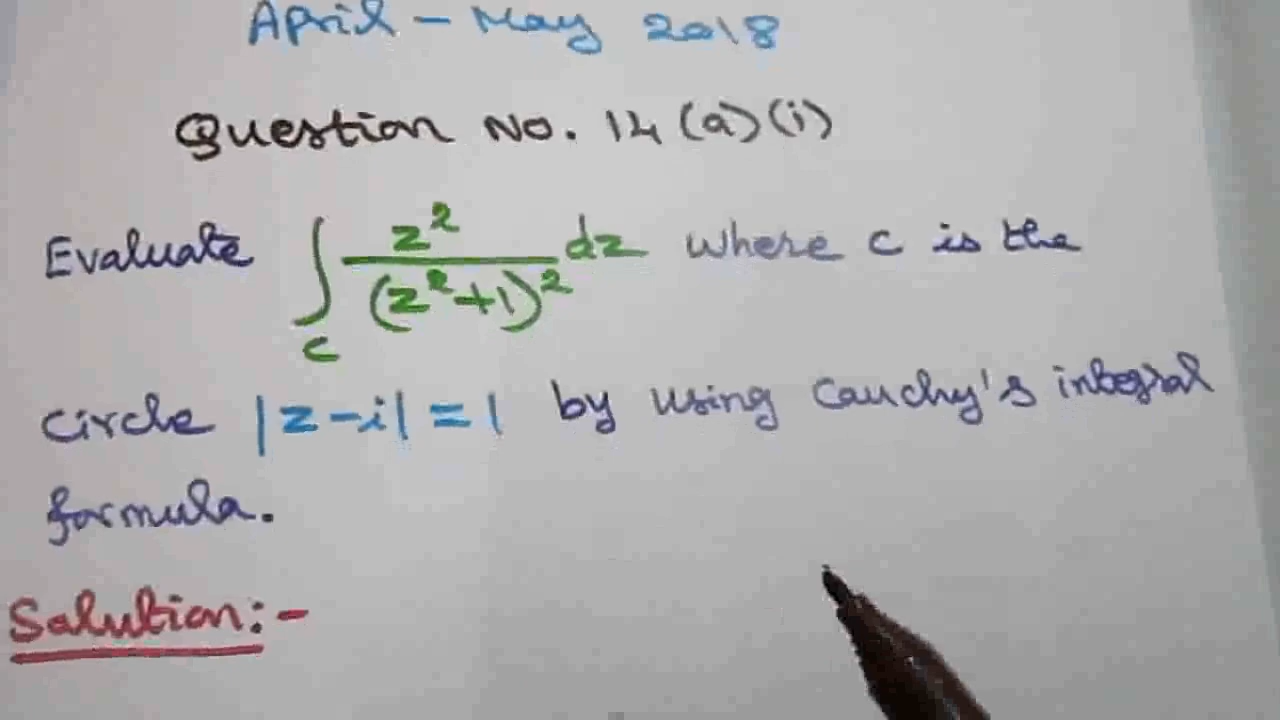 April - May 2018
Question No. 14 (a) (i)
Evaluate ∫_C z²/(z²+1)² dz where C is the
circle |z-i| = 1 by using Cauchy's integral
formula.
Solution:-